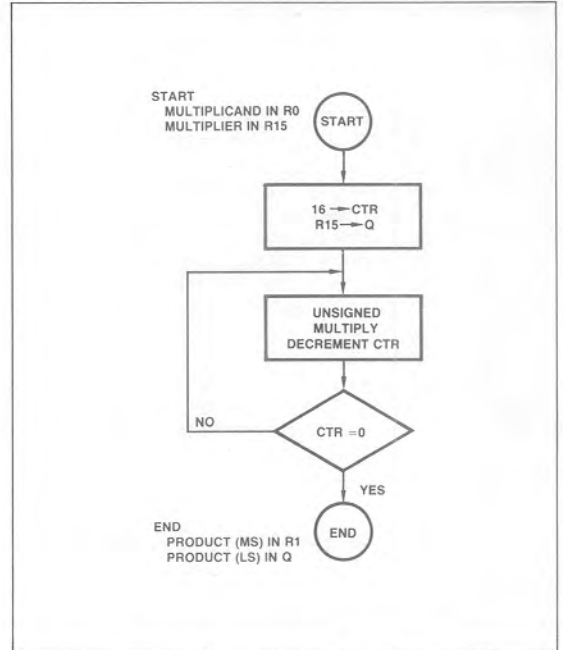 START
MULTIPLICAND IN R0
MULTIPLIER IN R15
START
16 → CTR
R15 → Q
UNSIGNED
MULTIPLY
DECREMENT CTR
CTR = 0
NO
YES
END
PRODUCT (MS) IN R1
PRODUCT (LS) IN Q
END